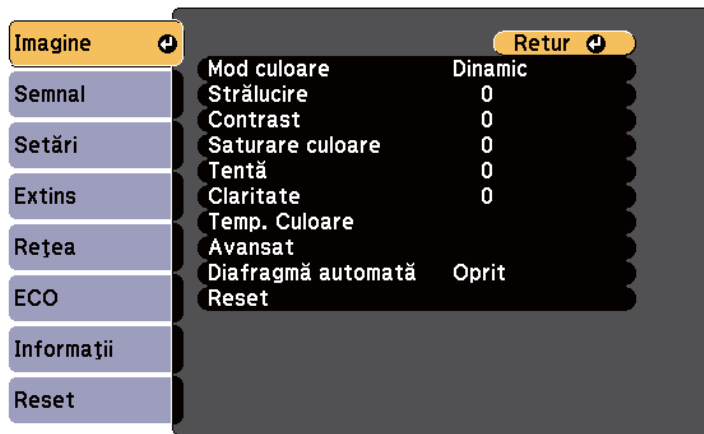 Imagine
Semnal
Setări
Extins
Reţea
ECO
Informaţii
Reset
Retur
Mod culoare Dinamic
Strălucire 0
Contrast 0
Saturare culoare 0
Tentă 0
Claritate 0
Temp. Culoare
Avansat
Diafragmă automată Oprit
Reset